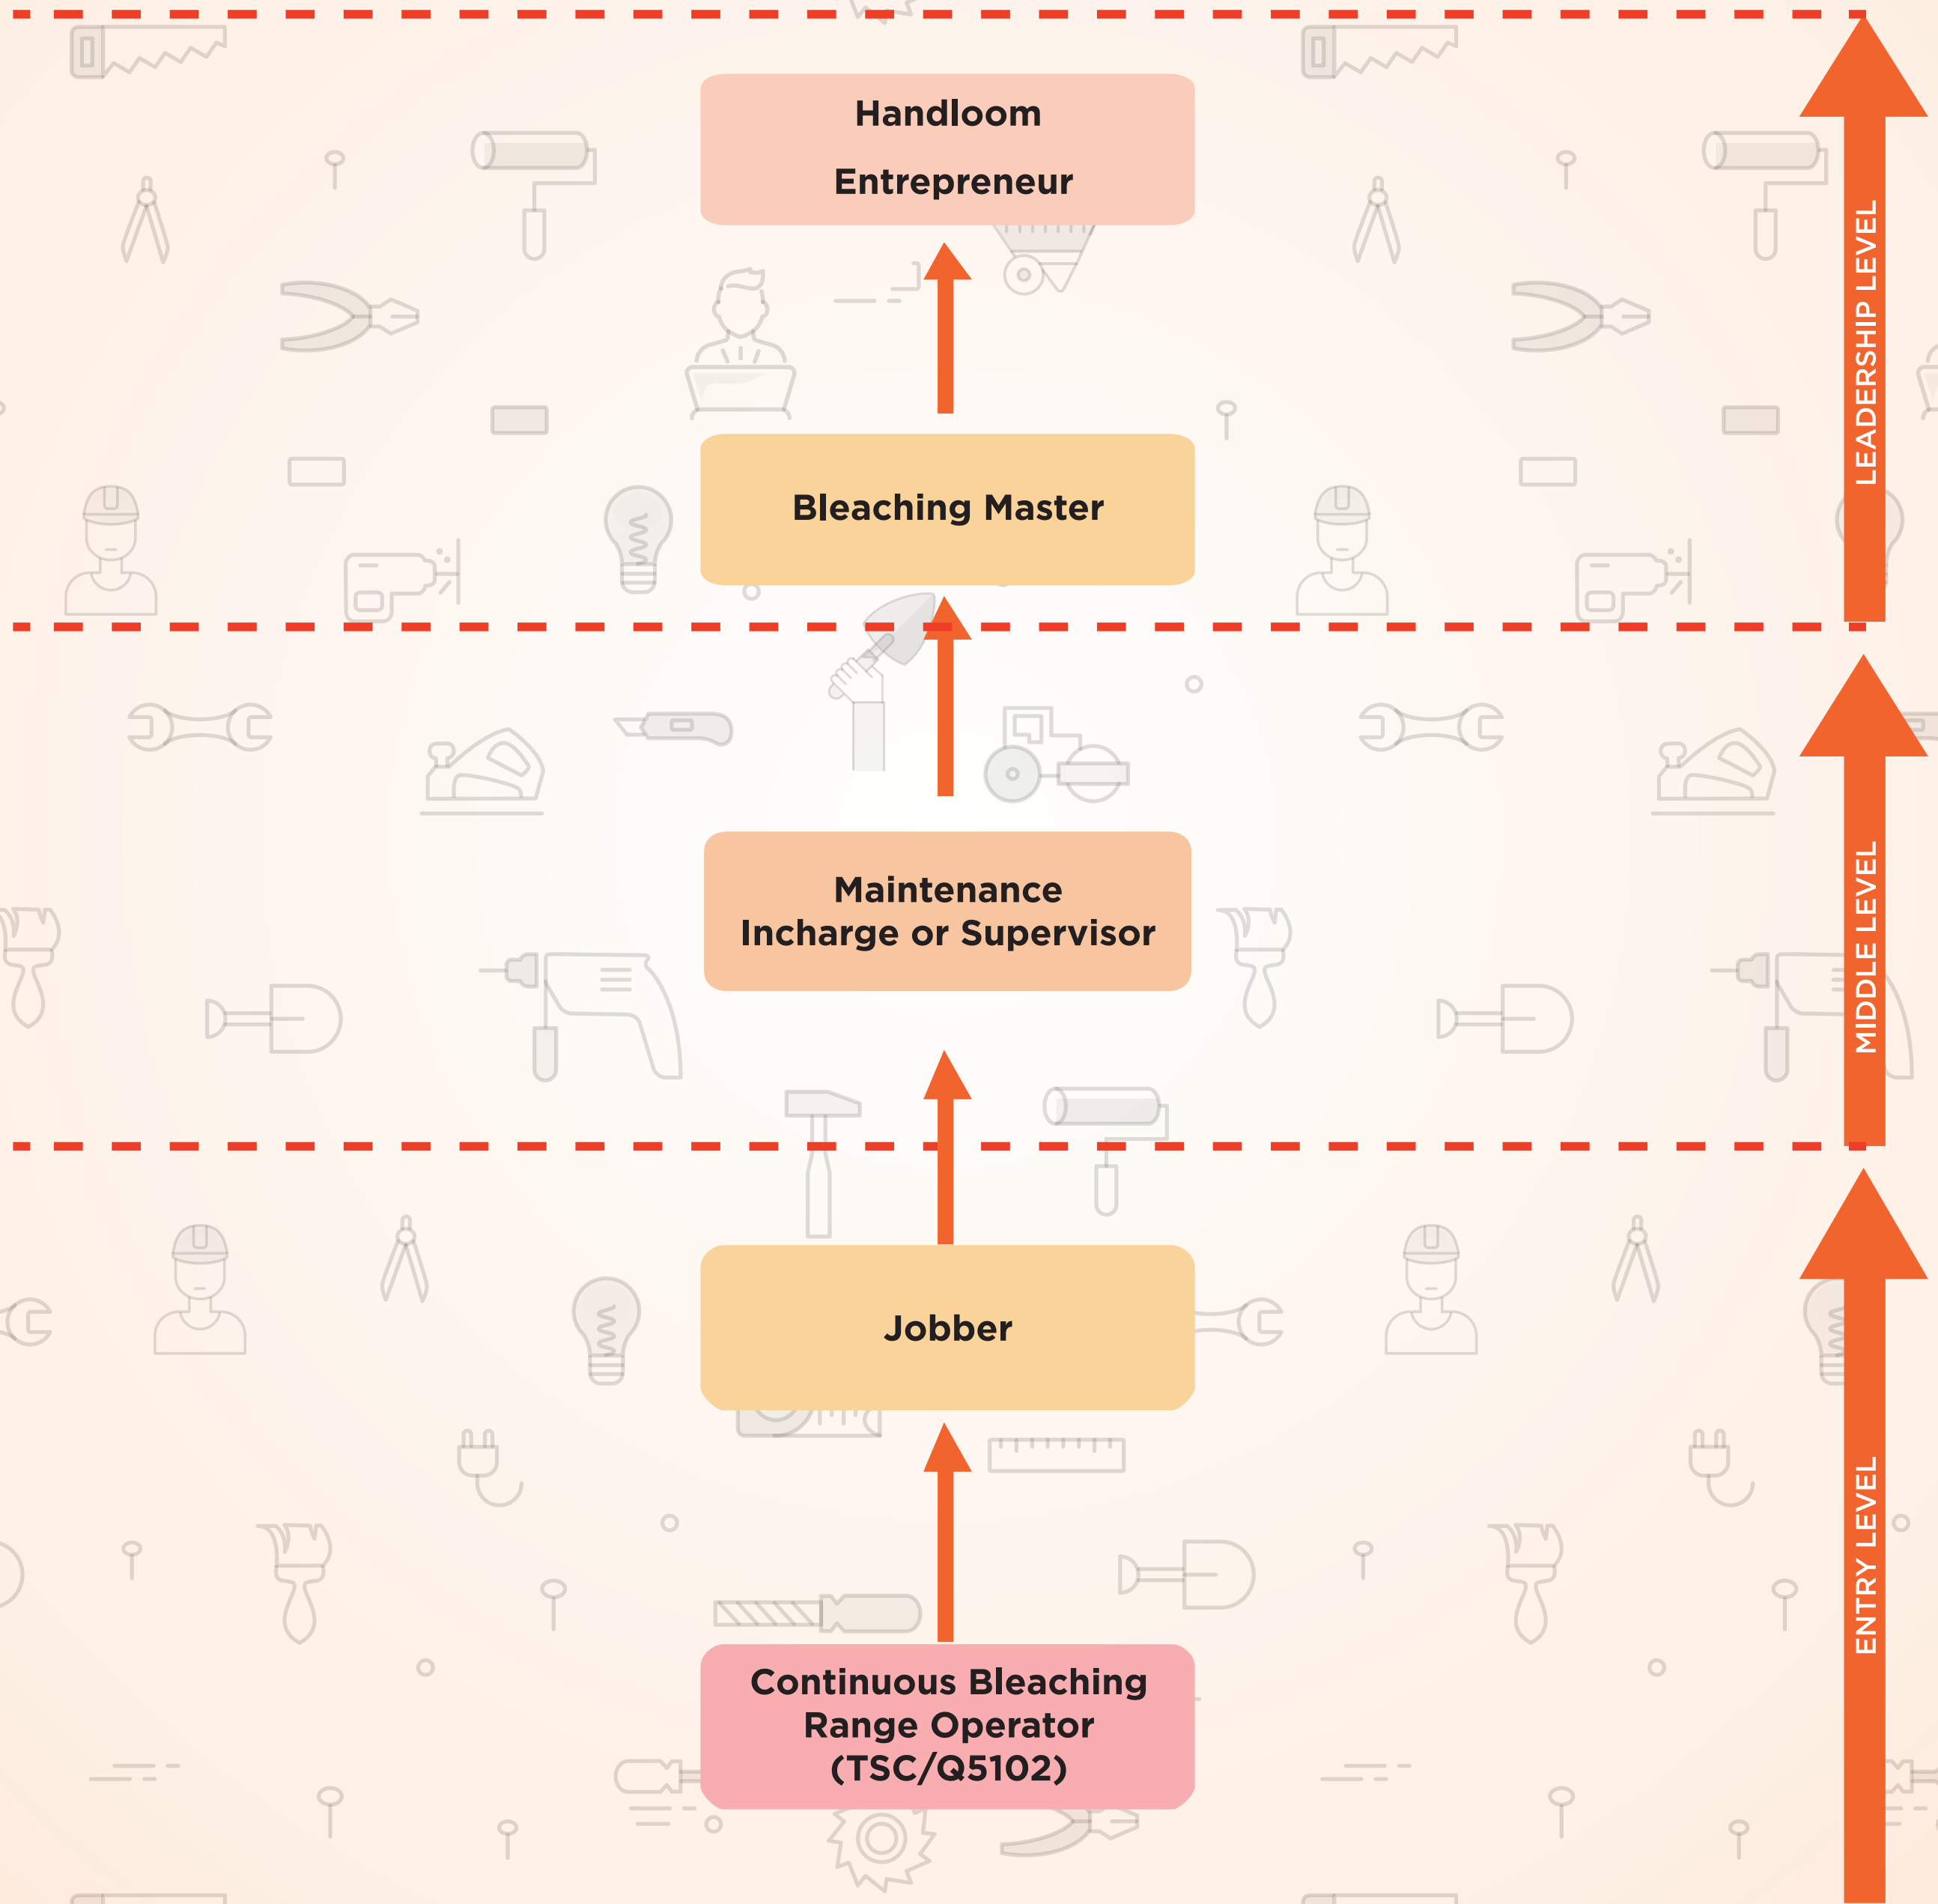 Handloom
Entrepreneur
LEADERSHIP LEVEL
Bleaching Master
Maintenance
Incharge or Supervisor
MIDDLE LEVEL
Jobber
ENTRY LEVEL
Continuous Bleaching
Range Operator
(TSC/Q5102)